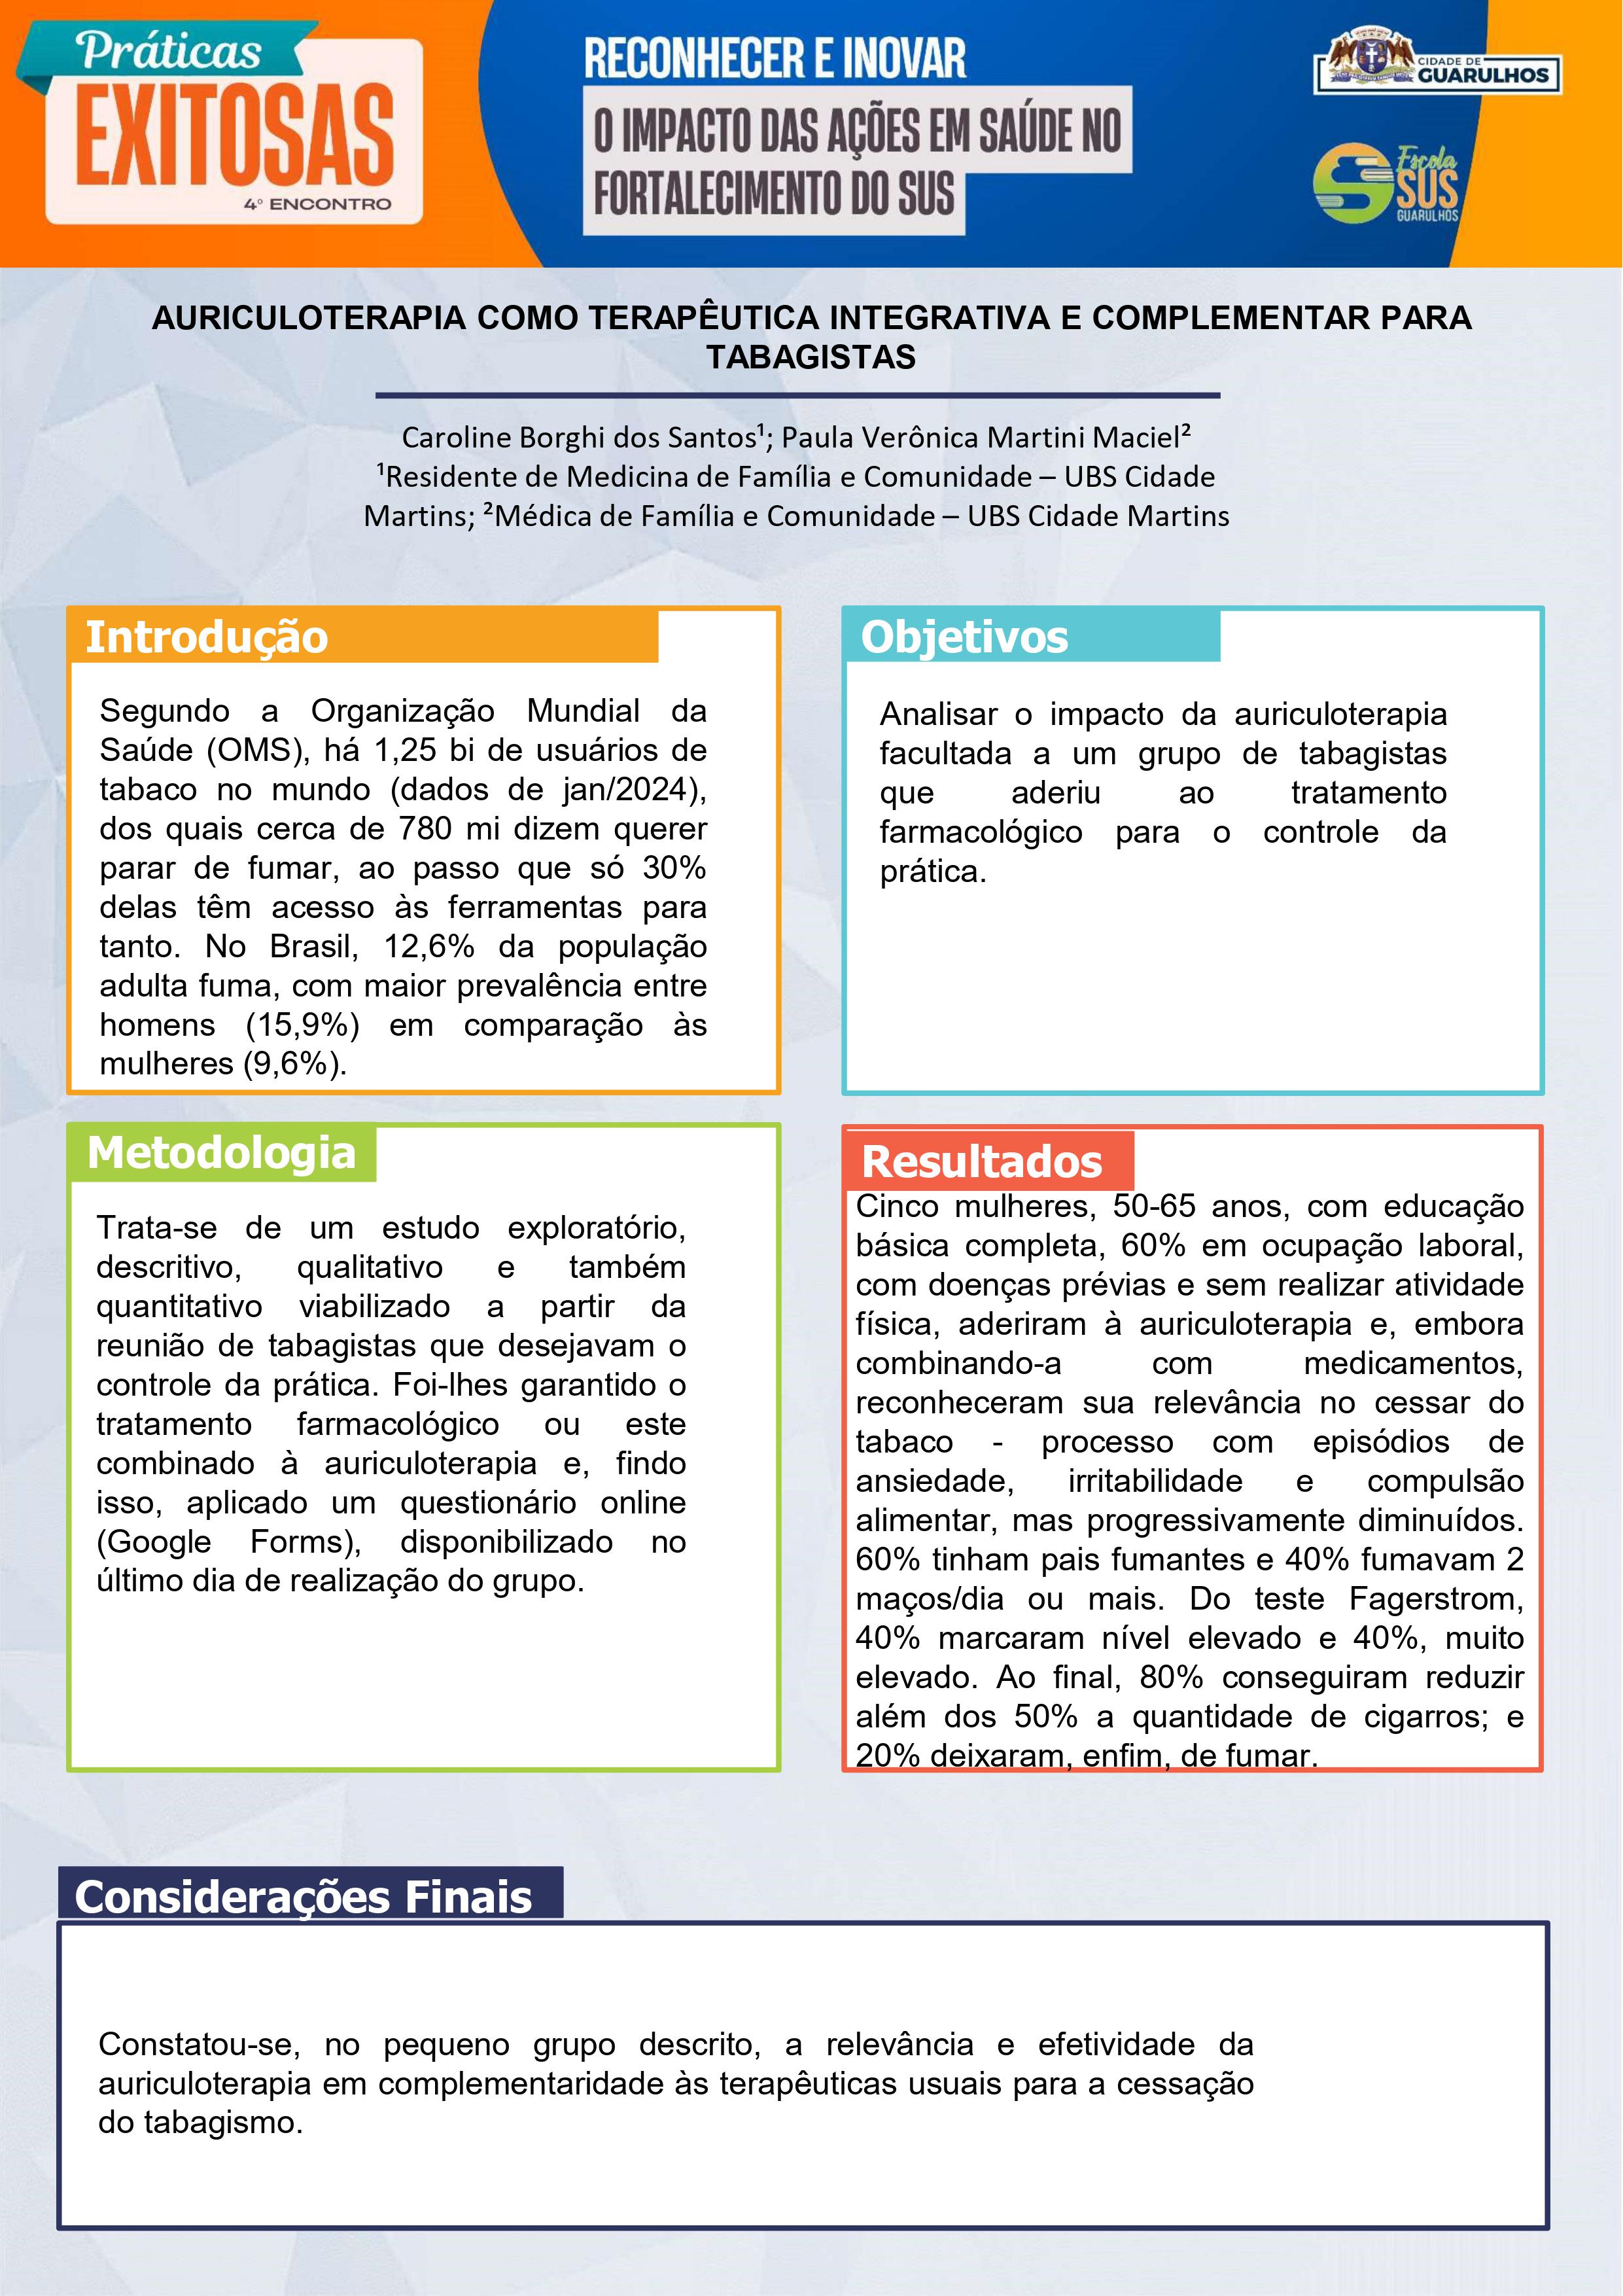 Práticas
EXITOSAS
4º ENCONTRO
RECONHECER E INOVAR
O IMPACTO DAS AÇÕES EM SAÚDE NO
FORTALECIMENTO DO SUS
CIDADE DE
GUARULHOS
Escola
SUS
GUARULHOS
AURICULOTERAPIA COMO TERAPÊUTICA INTEGRATIVA E COMPLEMENTAR PARA
TABAGISTAS
Caroline Borghi dos Santos¹; Paula Verônica Martini Maciel²
¹Residente de Medicina de Família e Comunidade – UBS Cidade
Martins; ²Médica de Família e Comunidade – UBS Cidade Martins
Introdução
Segundo a Organização Mundial da
Saúde (OMS), há 1,25 bi de usuários de
tabaco no mundo (dados de jan/2024),
dos quais cerca de 780 mi dizem querer
parar de fumar, ao passo que só 30%
delas têm acesso às ferramentas para
tanto. No Brasil, 12,6% da população
adulta fuma, com maior prevalência entre
homens (15,9%) em comparação às
mulheres (9,6%).
Objetivos
Analisar o impacto da auriculoterapia
facultada a um grupo de tabagistas
que aderiu ao tratamento
farmacológico para o controle da
prática.
Metodologia
Trata-se de um estudo exploratório,
descritivo, qualitativo e também
quantitativo viabilizado a partir da
reunião de tabagistas que desejavam o
controle da prática. Foi-lhes garantido o
tratamento farmacológico ou este
combinado à auriculoterapia e, findo
isso, aplicado um questionário online
(Google Forms), disponibilizado no
último dia de realização do grupo.
Resultados
Cinco mulheres, 50-65 anos, com educação
básica completa, 60% em ocupação laboral,
com doenças prévias e sem realizar atividade
física, aderiram à auriculoterapia e, embora
combinando-a com medicamentos,
reconheceram sua relevância no cessar do
tabaco - processo com episódios de
ansiedade, irritabilidade e compulsão
alimentar, mas progressivamente diminuídos.
60% tinham pais fumantes e 40% fumavam 2
maços/dia ou mais. Do teste Fagerstrom,
40% marcaram nível elevado e 40%, muito
elevado. Ao final, 80% conseguiram reduzir
além dos 50% a quantidade de cigarros; e
20% deixaram, enfim, de fumar.
Considerações Finais
Constatou-se, no pequeno grupo descrito, a relevância e efetividade da
auriculoterapia em complementaridade às terapêuticas usuais para a cessação
do tabagismo.